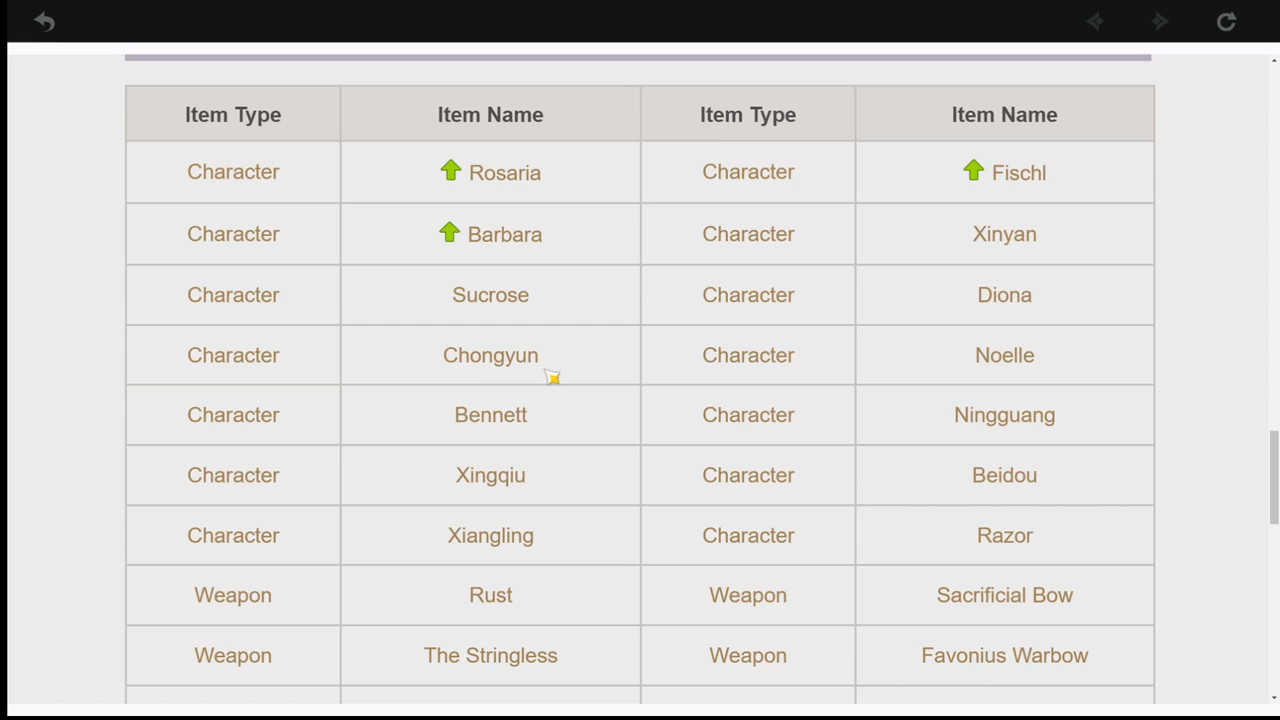 Item Type Item Name Item Type Item Name
Character Rosaria Character Fischl
Character Barbara Character Xinyan
Character Sucrose Character Diona
Character Chongyun Character Noelle
Character Bennett Character Ningguang
Character Xingqiu Character Beidou
Character Xiangling Character Razor
Weapon Rust Weapon Sacrificial Bow
Weapon The Stringless Weapon Favonius Warbow